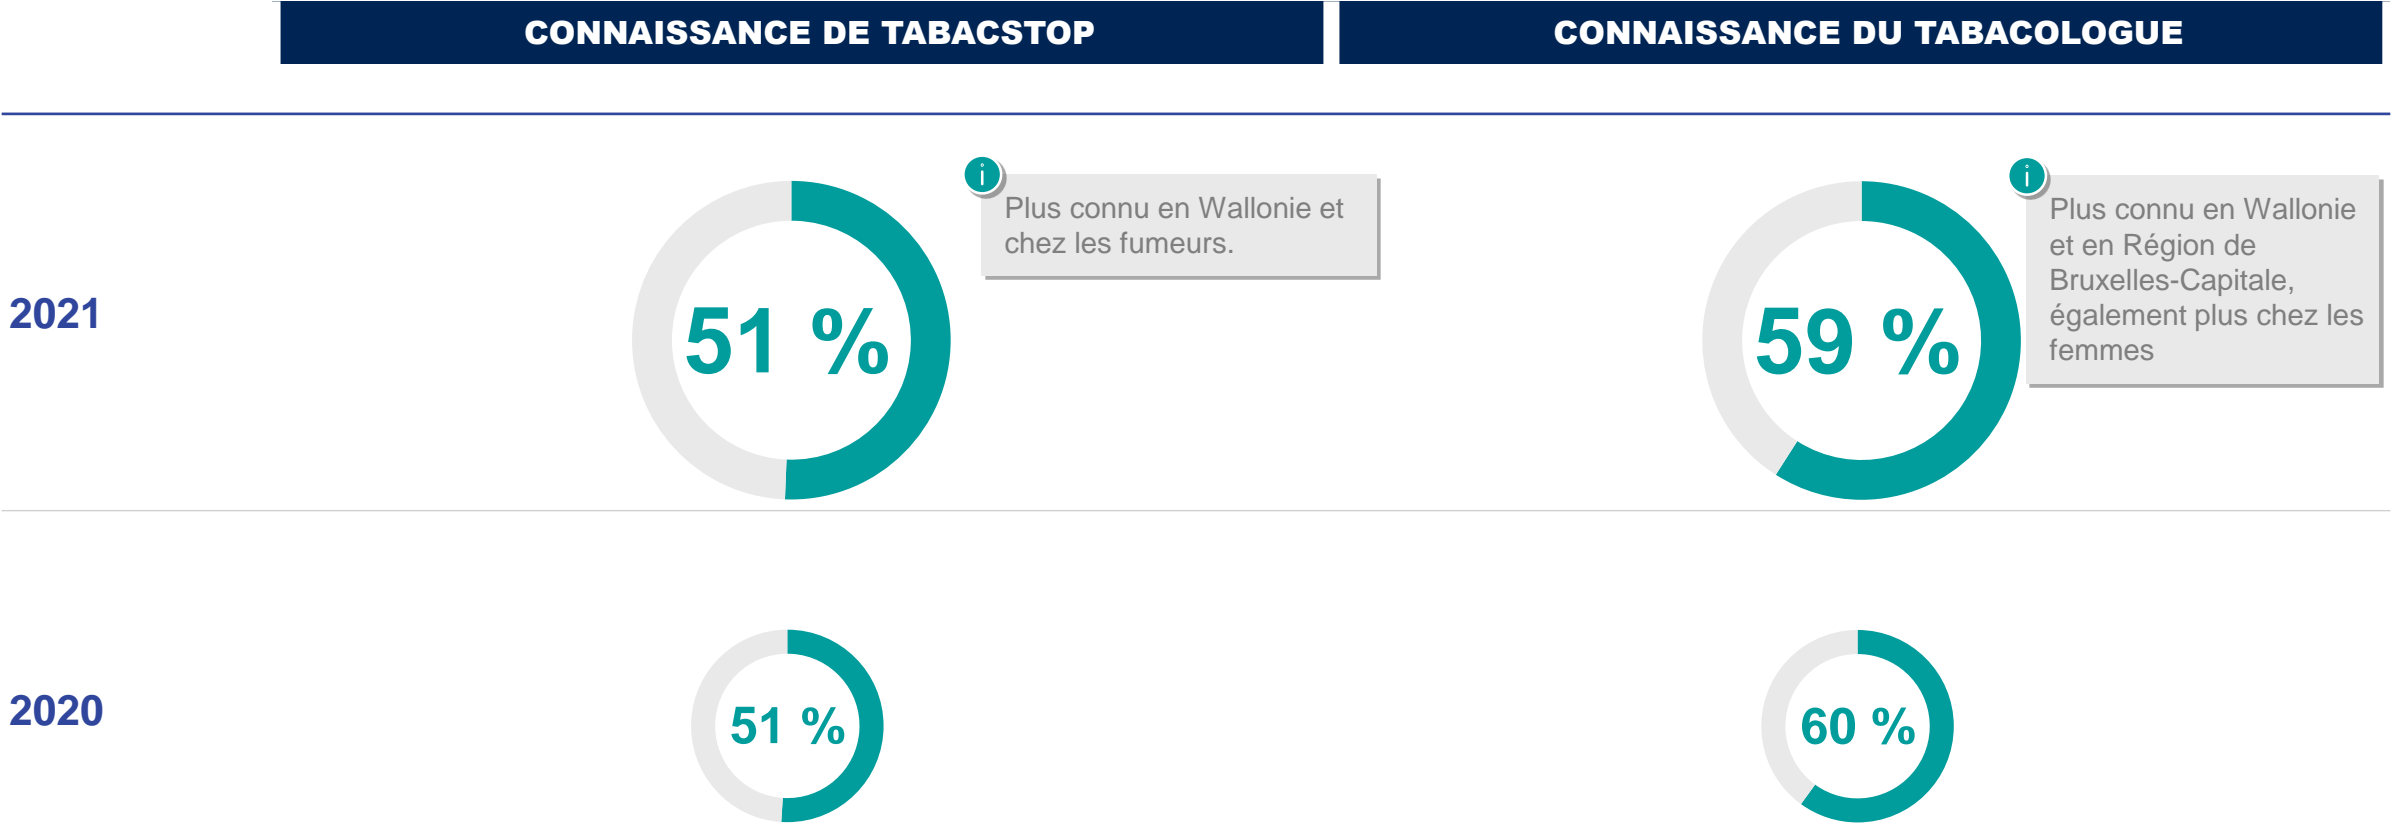 CONNAISSANCE DE TABACSTOP
CONNAISSANCE DU TABACOLOGUE
2021
51 %
i
Plus connu en Wallonie et
chez les fumeurs.
59 %
i
Plus connu en Wallonie
et en Région de
Bruxelles-Capitale,
également plus chez les
femmes
2020
51 %
60 %